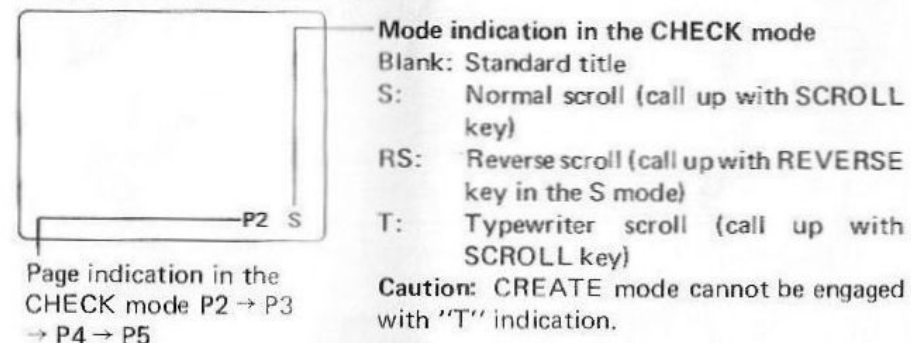 P2 S
Page indication in the
CHECK mode P2 → P3
→ P4 → P5
Mode indication in the CHECK mode
Blank: Standard title
S: Normal scroll (call up with SCROLL
key)
RS: Reverse scroll (call up with REVERSE
key in the S mode)
T: Typewriter scroll (call up with
SCROLL key)
Caution: CREATE mode cannot be engaged
with "T" indication.